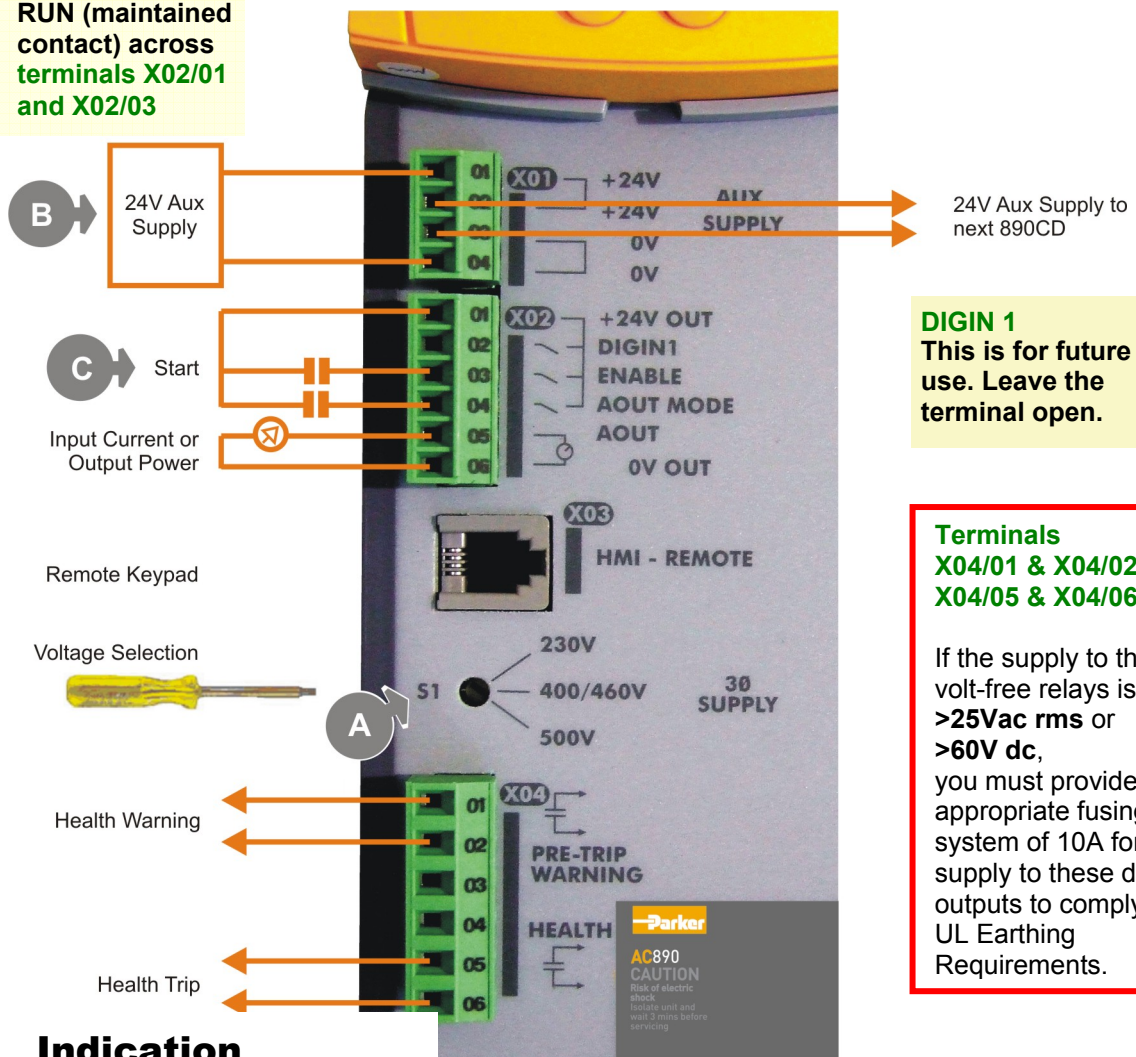 RUN (maintained
contact) across
terminals X02/01
and X02/03
B
24V Aux
Supply
01
02
03
04
X01
+24V
+24V
0V
0V
AUX
SUPPLY
24V Aux Supply to
next 890CD
C
Start
Input Current or
Output Power
01
02
03
04
05
06
X02
+24V OUT
DIGIN1
ENABLE
AOUT MODE
AOUT
0V OUT
DIGIN 1
This is for future
use. Leave the
terminal open.
Remote Keypad
X03
HMI - REMOTE
Voltage Selection
A
S1
230V
400/460V
500V
3Ø
SUPPLY
Terminals
X04/01 & X04/02
X04/05 & X04/06
If the supply to
volt-free relays is
>25Vac rms or
>60V dc,
you must provide
appropriate
system of 10A
supply to these
outputs to
UL Earthing
Requirements.
Health Warning
Health Trip
01
02
03
04
05
06
X04
PRE-TRIP
WARNING
HEALTH
Parker
AC890
CAUTION
Risk of electric
shock
Isolate unit and
wait 3 mins before
servicing
Indication